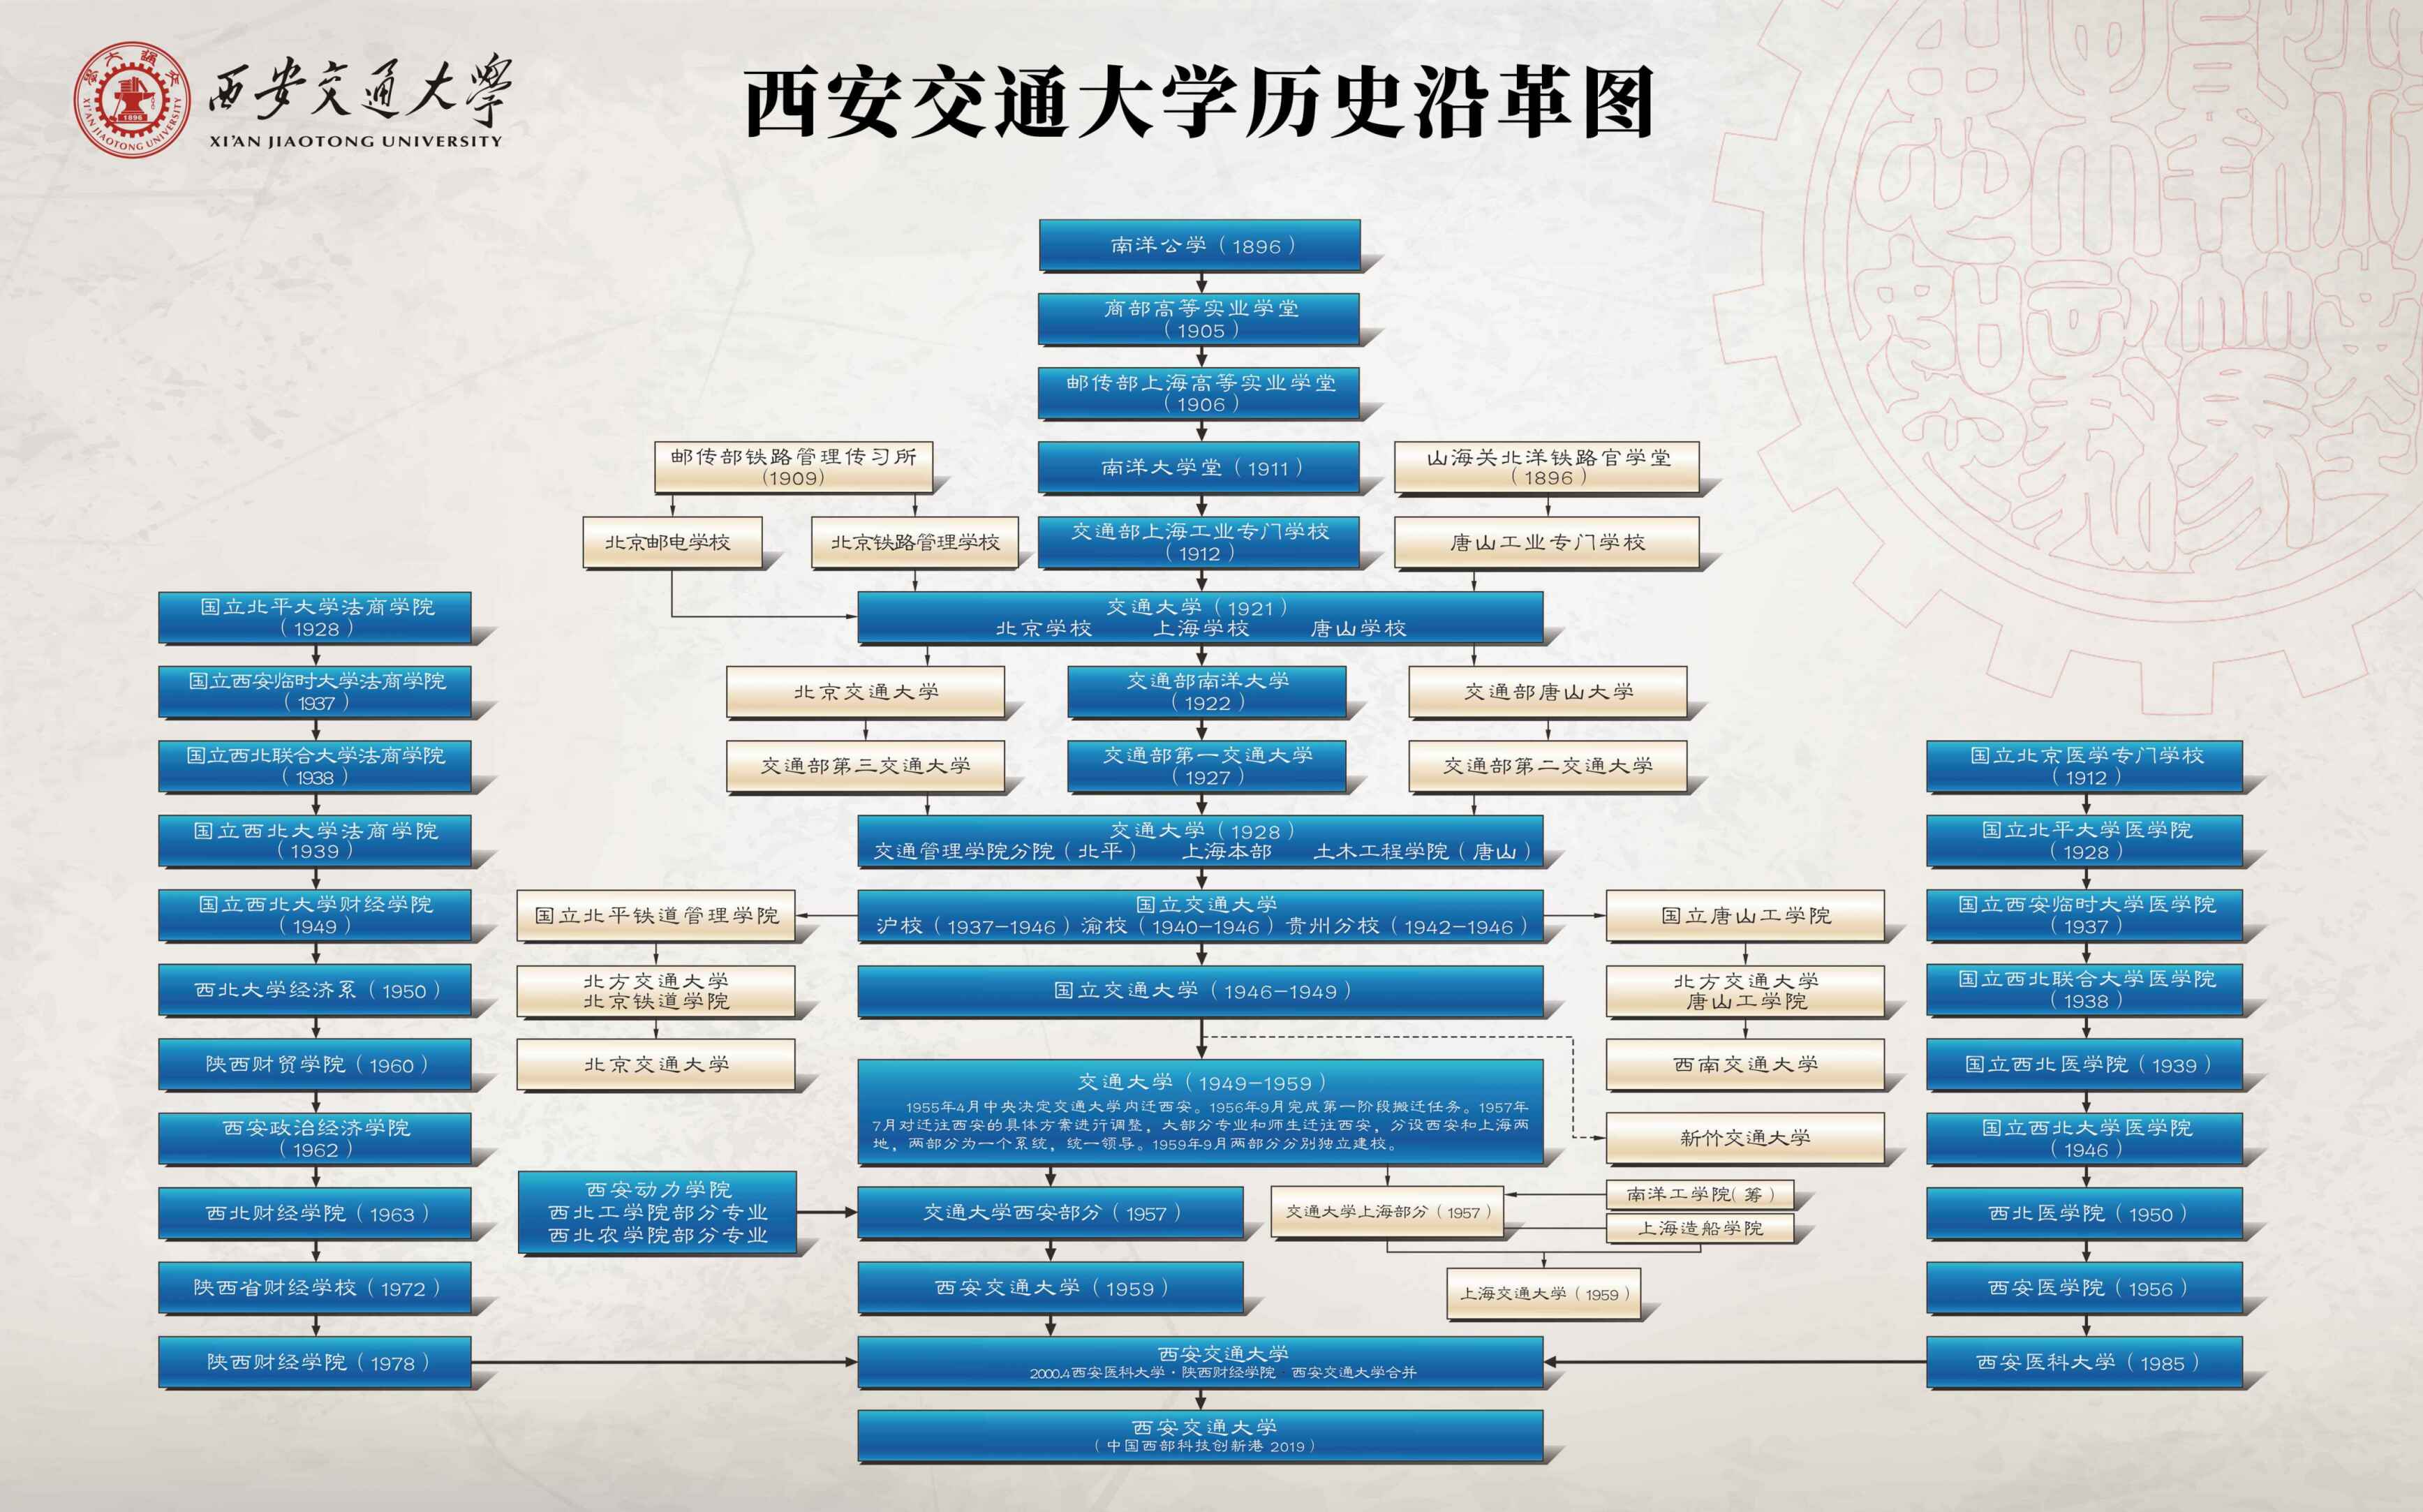 西安交通大學
XI'AN JIAOTONG UNIVERSITY
西安交通大学历史沿革图
南洋公学（1896）
商部高等实业学堂
（1905）
邮传部上海高等实业学堂
（1906）
邮传部铁路管理传习所
(1909)
南洋大学堂（1911）
山海关北洋铁路官学堂
（1896）
北京邮电学校
北京铁路管理学校
交通部上海工业专门学校
（1912）
唐山工业专门学校
交通大学（1921）
北京学校 上海学校 唐山学校
北京交通大学
交通部南洋大学
（1922）
交通部唐山大学
交通部第三交通大学
交通部第一交通大学
（1927）
交通部第二交通大学
交通大学（1928）
交通管理学院分院（北平） 上海本部 土木工程学院（唐山）
国立北平铁道管理学院
国立交通大学
沪校（1937—1946）渝校（1940—1946）贵州分校（1942—1946）
国立唐山工学院
北方交通大学
北京铁道学院
国立交通大学（1946—1949）
北方交通大学
唐山工学院
北京交通大学
西南交通大学
交通大学（1949—1959）
1955年4月中央决定交通大学内迁西安。1956年9月完成第一阶段搬迁任务。1957年
7月对迁注西安的具体方案进行调整，大部分专业和师生迁注西安，分设西安和上海两
地，两部分为一个系统，统一领导。1959年9月两部分分别独立建校。
新竹交通大学
西安动力学院
西北工学院部分专业
西北农学院部分专业
交通大学西安部分（1957）
交通大学上海部分（1957）
南洋工学院（筹）
上海造船学院
西安交通大学（1959）
上海交通大学（1959）
西安交通大学
2000.4西安医科大学·陕西财经学院 西安交通大学合并
西安交通大学
（中国西部科技创新港 2019）
国立北平大学法商学院
（1928）
国立西安临时大学法商学院
（1937）
国立西北联合大学法商学院
（1938）
国立西北大学法商学院
（1939）
国立西北大学财经学院
（1949）
西北大学经济系（1950）
陕西财贸学院（1960）
西安政治经济学院
（1962）
西北财经学院（1963）
陕西省财经学校（1972）
陕西财经学院（1978）
国立北京医学专门学校
（1912）
国立北平大学医学院
（1928）
国立西安临时大学医学院
（1937）
国立西北联合大学医学院
（1938）
国立西北医学院（1939）
国立西北大学医学院
（1946）
西北医学院（1950）
西安医学院（1956）
西安医科大学（1985）